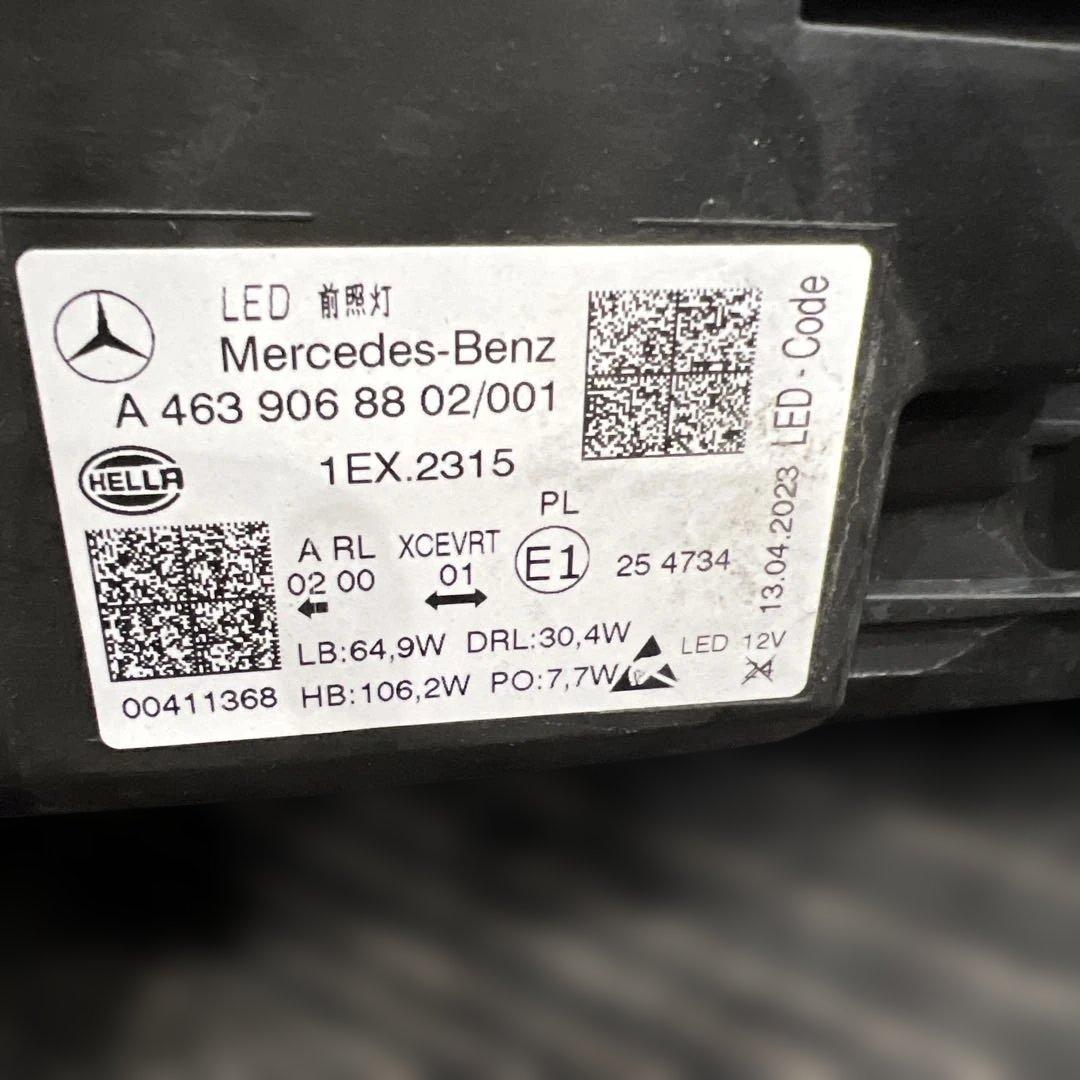 LED 前照灯
Mercedes-Benz
A 463 906 88 02/001
HELLA
1EX.2315
PL
A RL XCEVRT
02 00 01
E1
25 4734
LB:64,9W DRL:30,4W
LED 12V
00411368 HB:106,2W PO:7,7W
13.04.2023 LED-Code